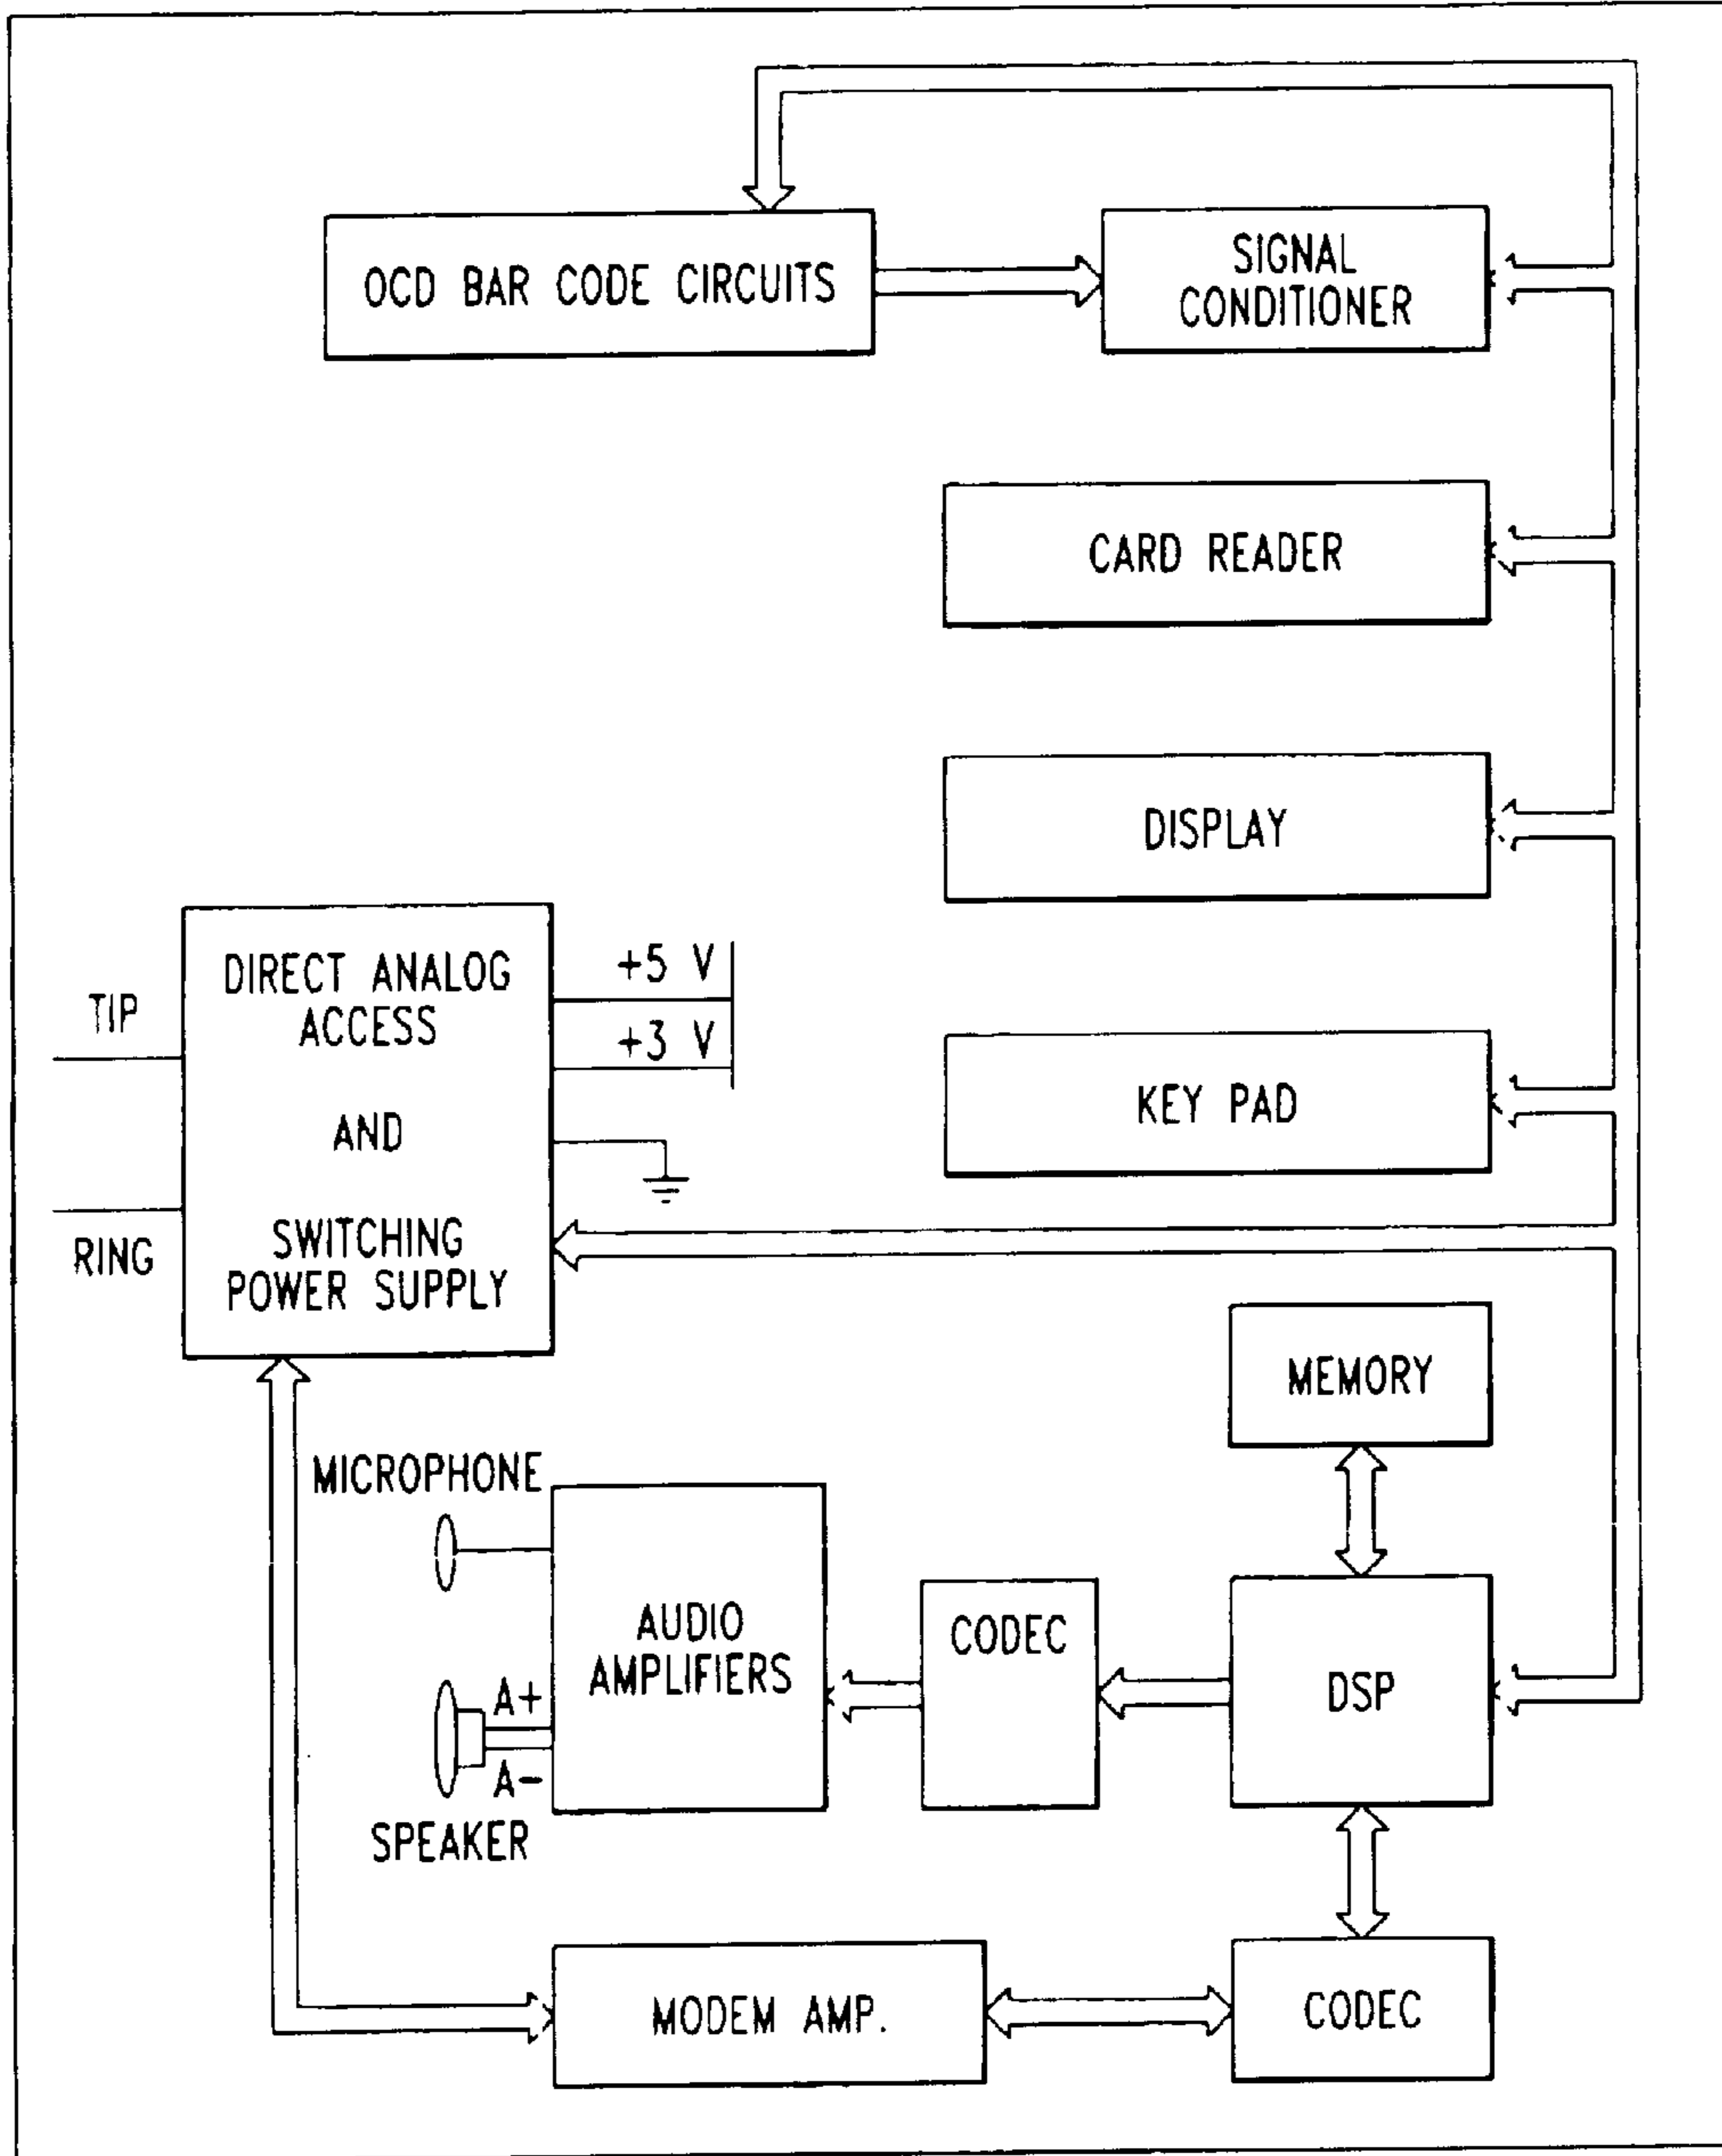 OCD BAR CODE CIRCUITS
SIGNAL
CONDITIONER
CARD READER
DISPLAY
DIRECT ANALOG
ACCESS
AND
SWITCHING
POWER SUPPLY
TIP
RING
+5 V
+3 V
KEY PAD
MEMORY
MICROPHONE
AUDIO
AMPLIFIERS
A+
A-
SPEAKER
CODEC
DSP
MODEM AMP.
CODEC